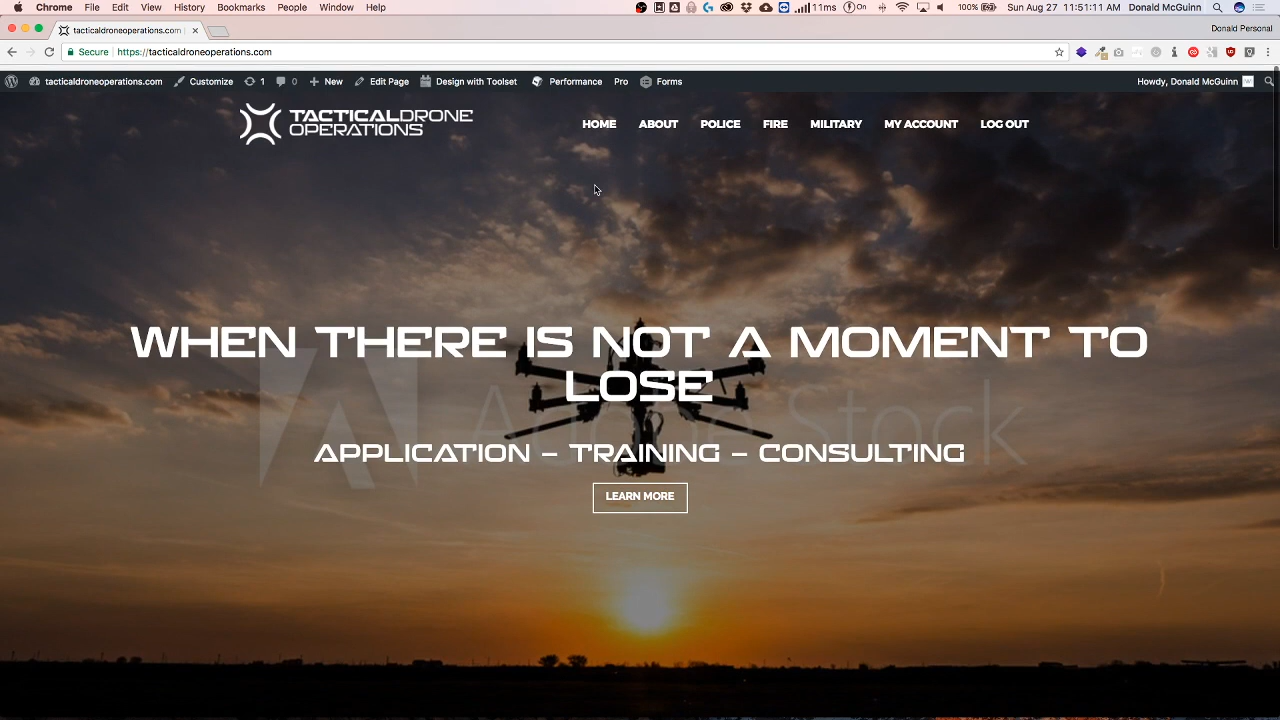 Chrome File Edit View History Bookmarks People Window Help 11ms On 100% Sun Aug 27 11:51:11 AM Donald McGuinn
tacticaldroneoperations.com Donald Personal
Secure https://tacticaldroneoperations.com
tacticaldroneoperations.com Customize 1 0 New Edit Page Design with Toolset Performance Pro Forms Howdy, Donald McGuinn
TACTICALDRONE
OPERATIONS
HOME ABOUT POLICE FIRE MILITARY MY ACCOUNT LOG OUT
WHEN THERE IS NOT A MOMENT TO
LOSE
Adobe Stock
APPLICATION – TRAINING – CONSULTING
LEARN MORE